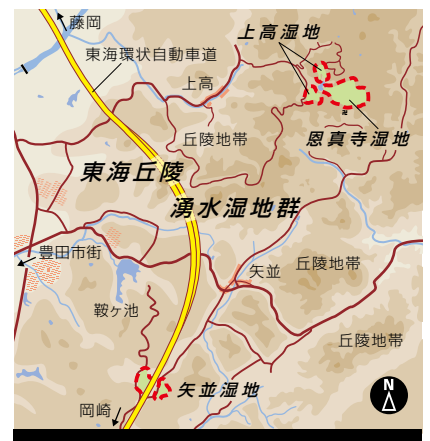 藤岡
上高湿地
東海環状自動車道
上高
恩真寺湿地
丘陵地帯
東海丘陵
湧水湿地群
豊田市街
矢並
丘陵地帯
鞍ヶ池
丘陵地帯
矢並湿地
岡崎
N